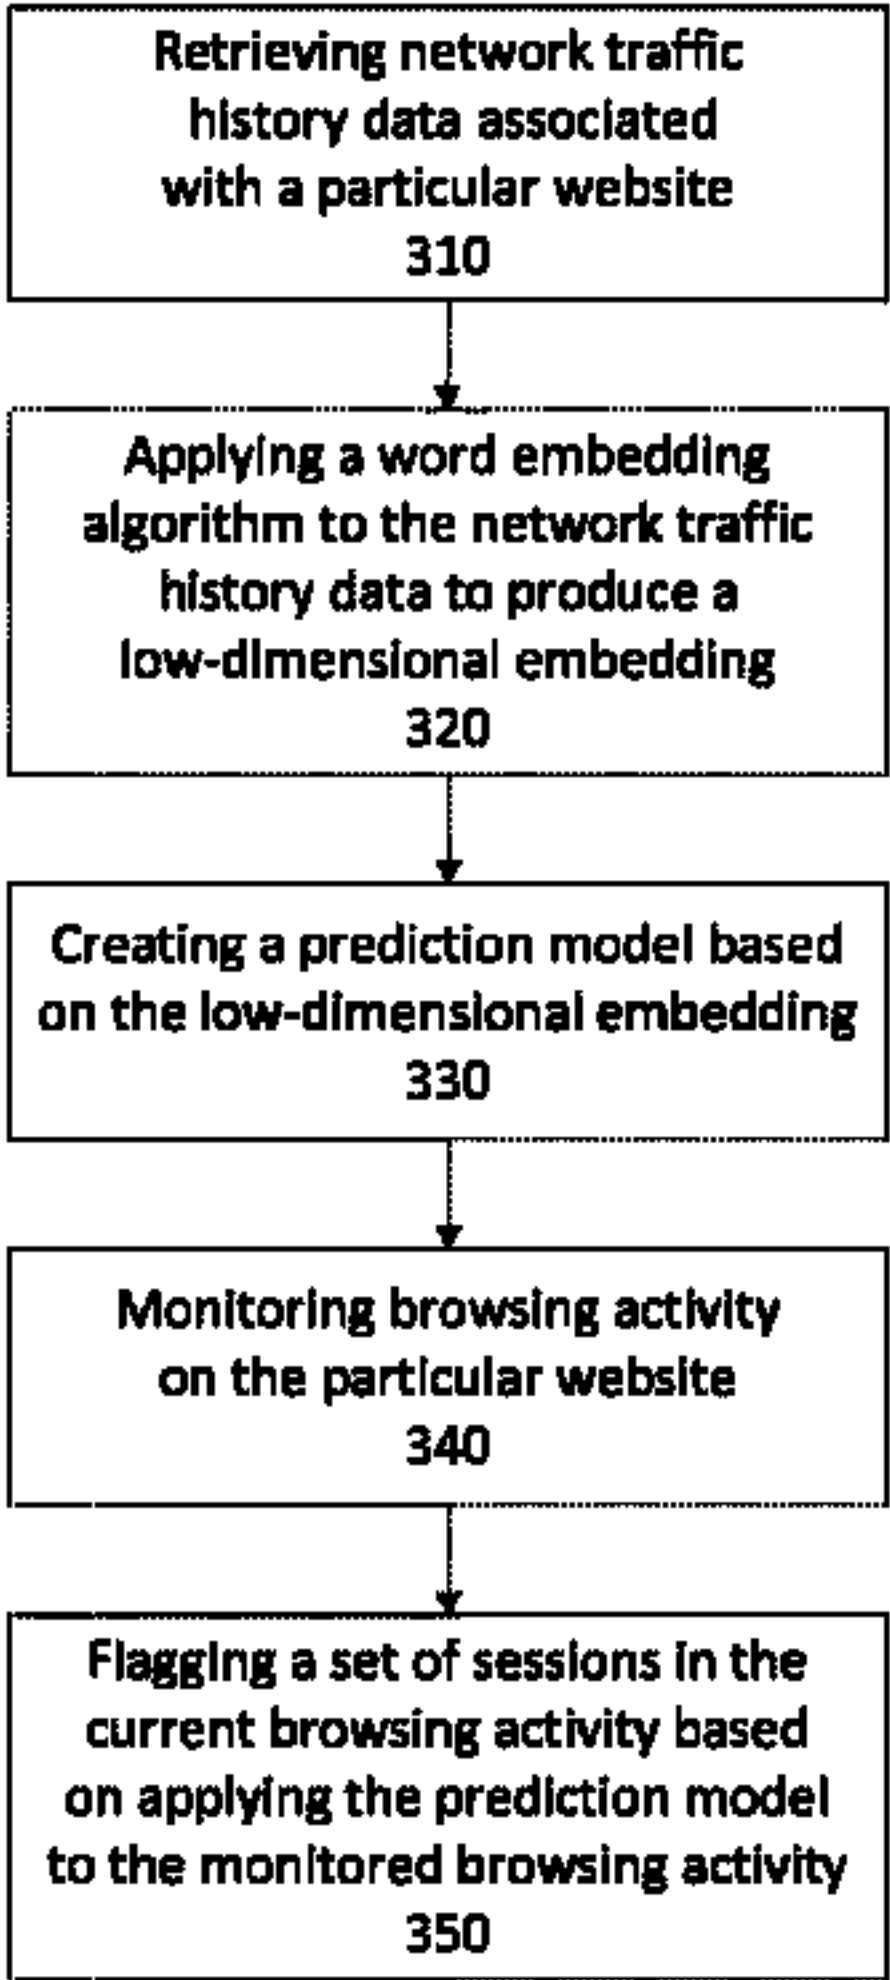 Retrieving network traffic
history data associated
with a particular website
310
Applying a word embedding
algorithm to the network traffic
history data to produce a
low-dimensional embedding
320
Creating a prediction model based
on the low-dimensional embedding
330
Monitoring browsing activity
on the particular website
340
Flagging a set of sessions in the
current browsing activity based
on applying the prediction model
to the monitored browsing activity
350